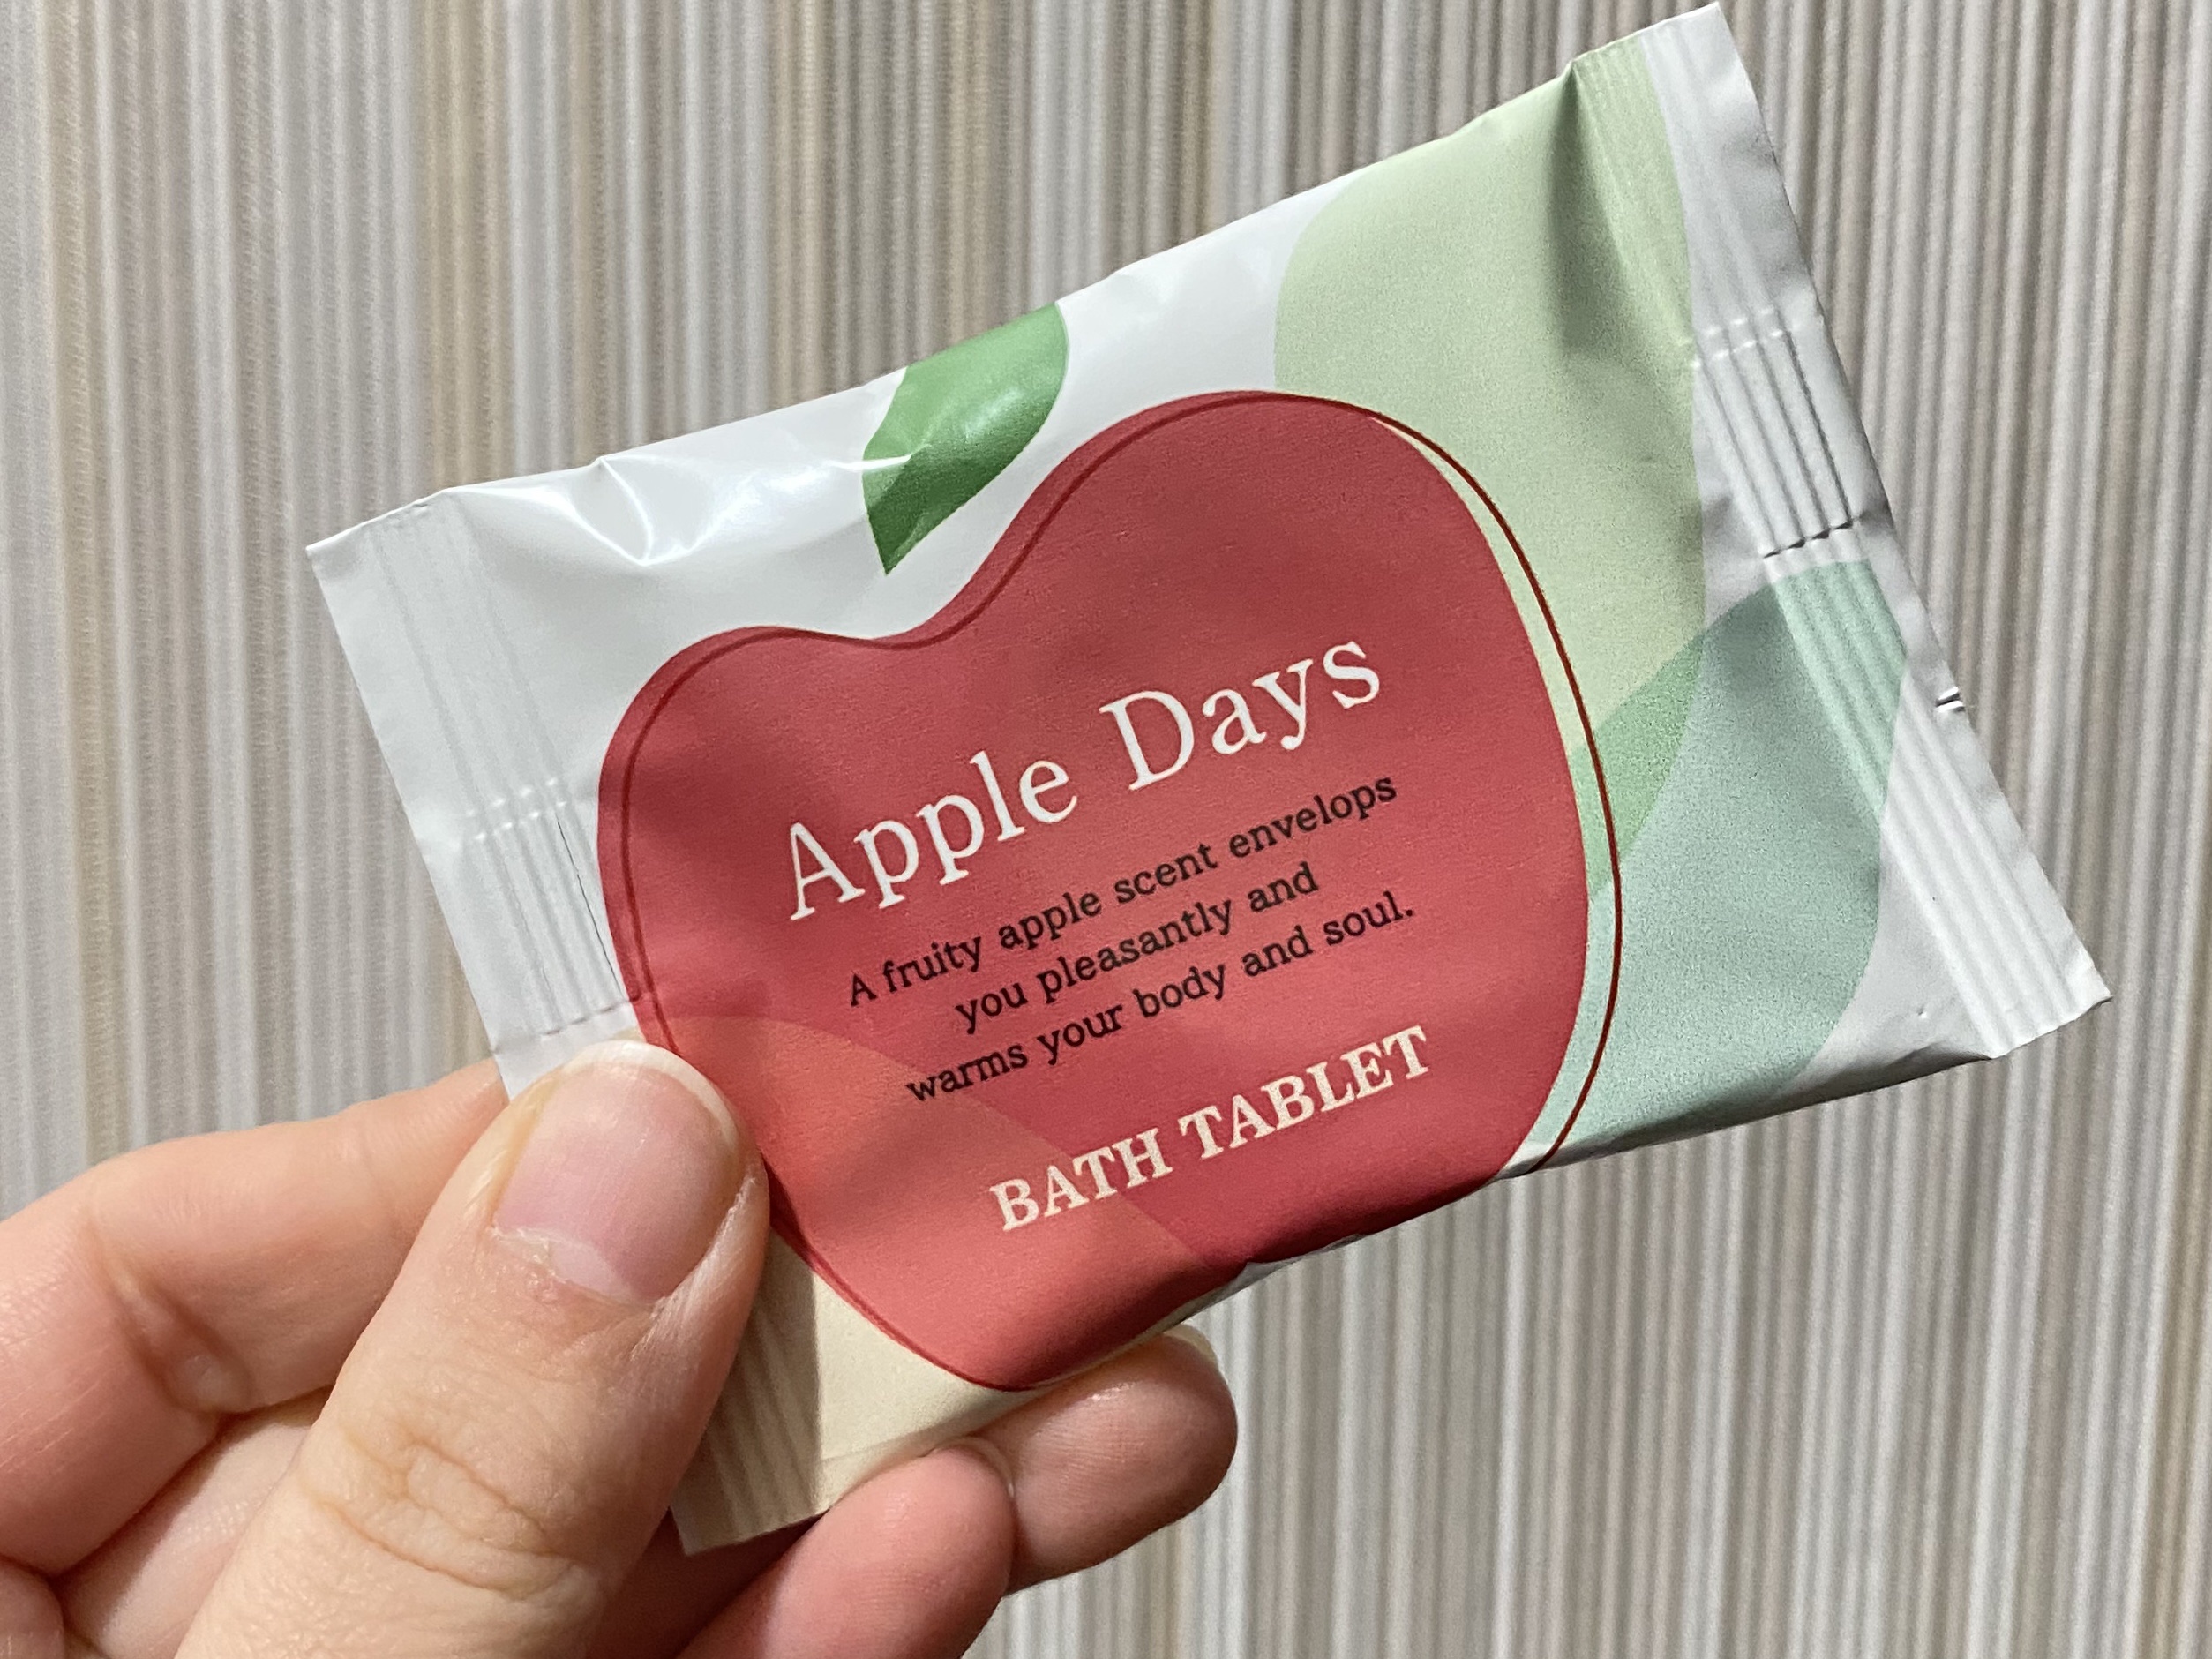 Apple Days
A fruity apple scent envelops
you pleasantly and
warms your body and soul.
BATH TABLET